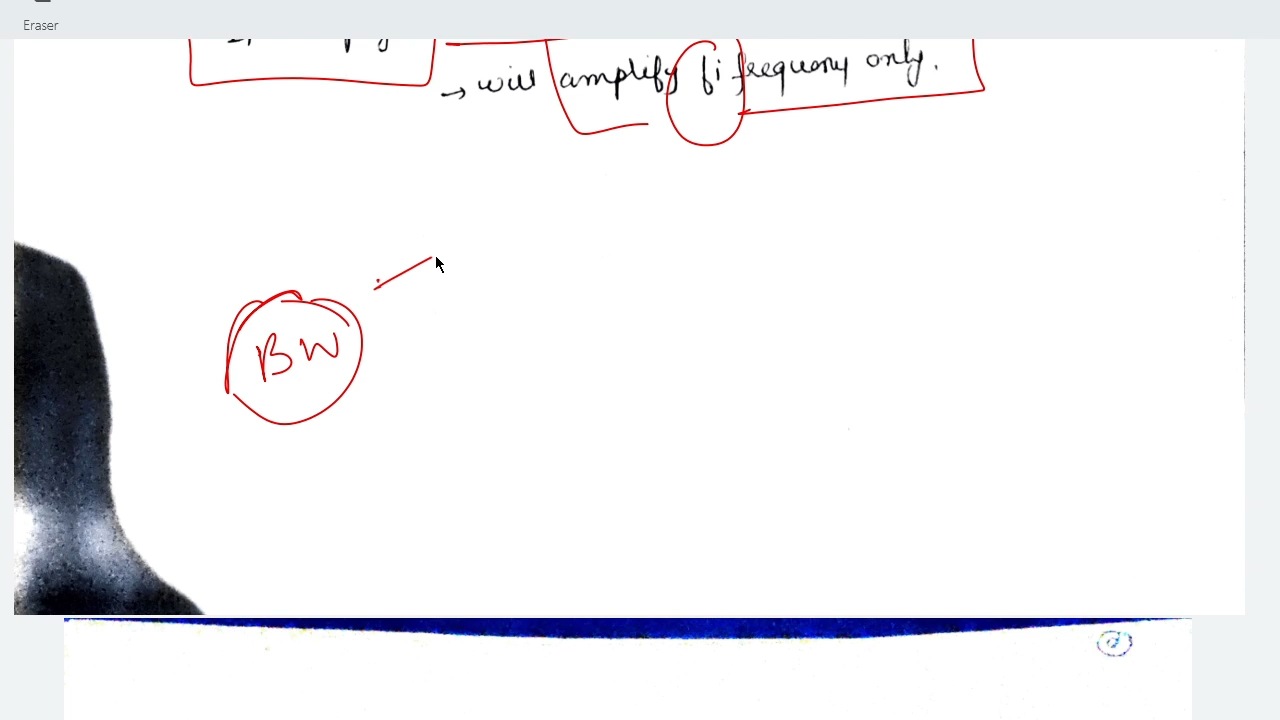 Eraser
→ will amplify fi frequency only.
BW